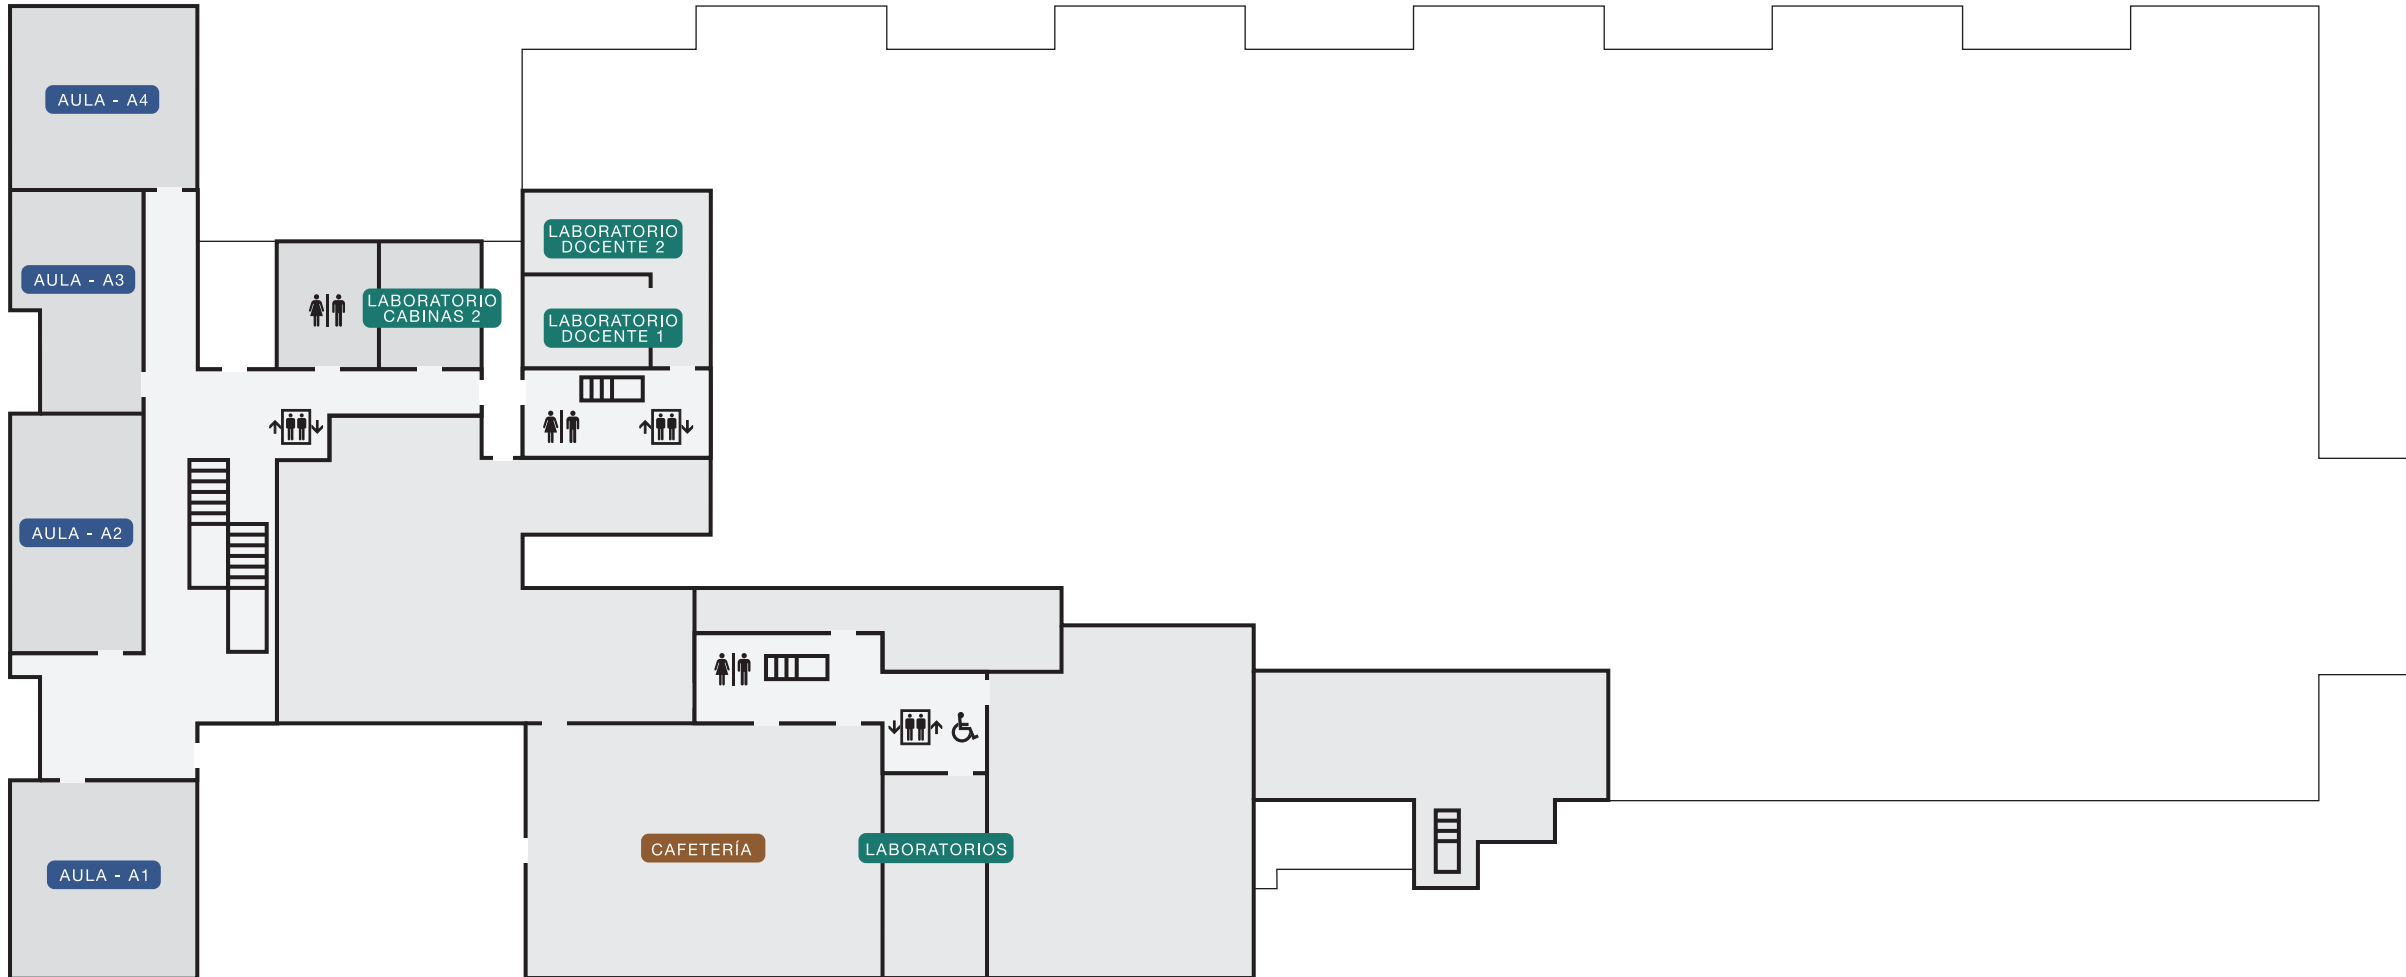 AULA - A4
LABORATORIO
DOCENTE 2
AULA - A3
LABORATORIO
CABINAS 2
LABORATORIO
DOCENTE 1
AULA - A2
CAFETERÍA
LABORATORIOS
AULA - A1